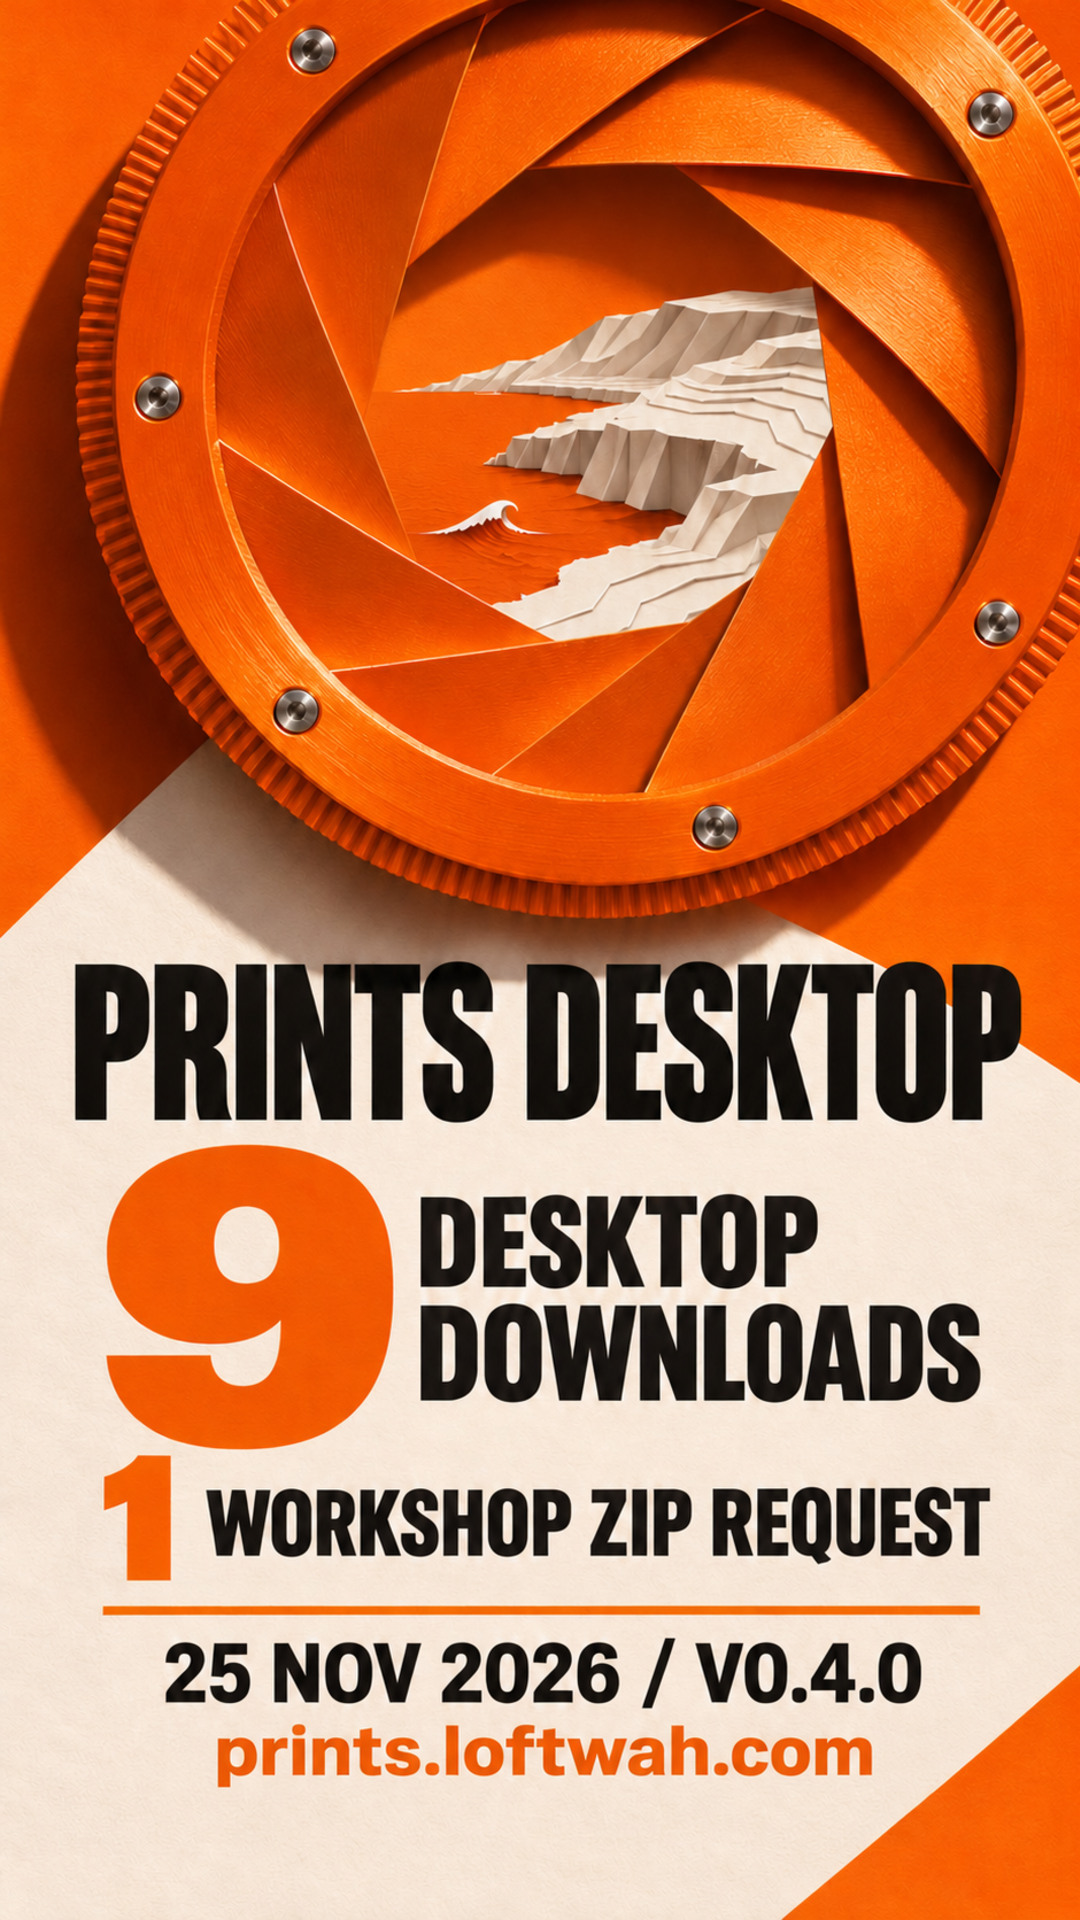 PRINTS DESKTOP
9 DESKTOP
DOWNLOADS
1 WORKSHOP ZIP REQUEST
25 NOV 2026 / V0.4.0
prints.loftwah.com